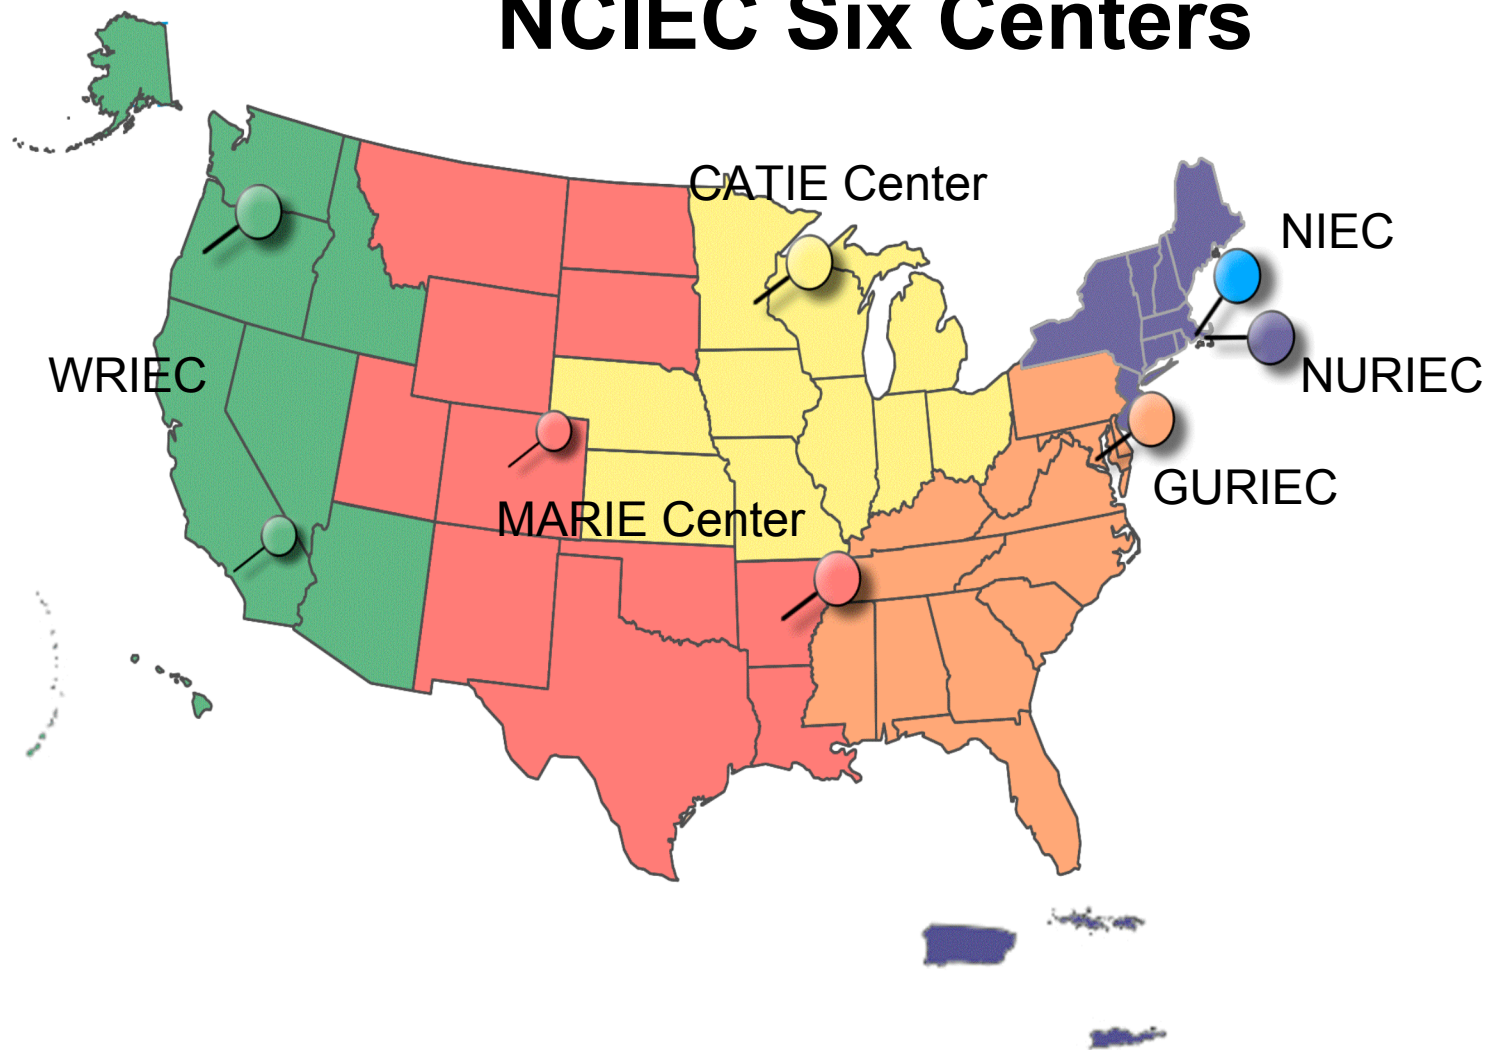 NCIEC Six Centers
CATIE Center
NIEC
WRIEC
NURIEC
GURIEC
MARIE Center